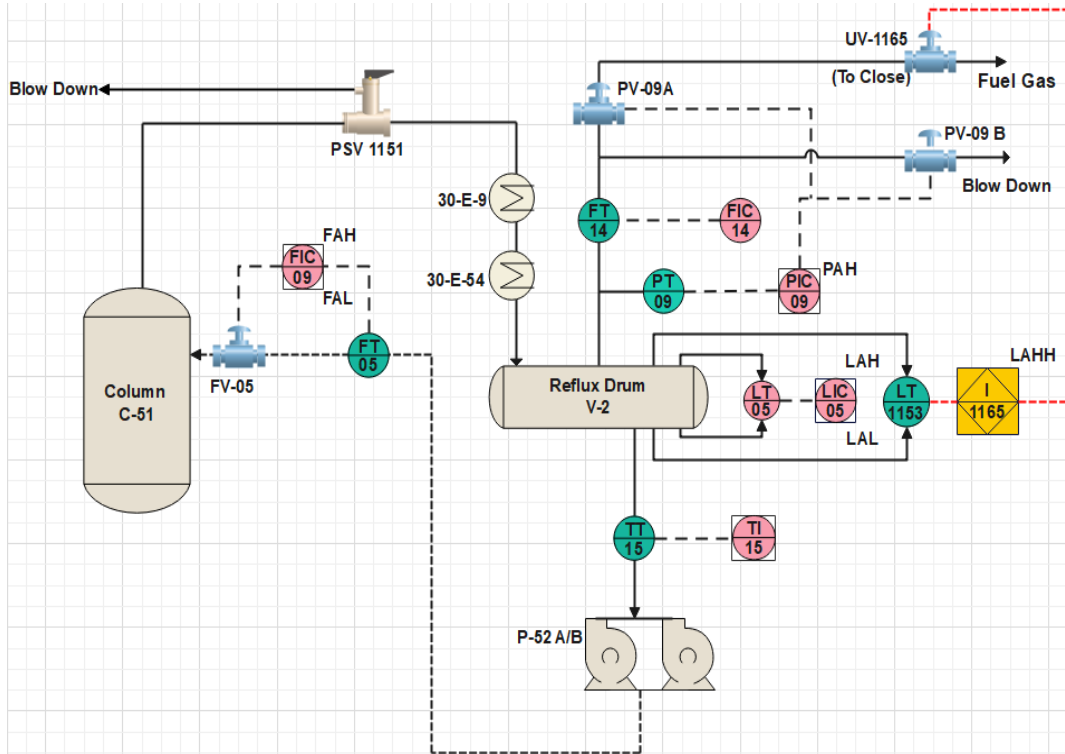 UV-1165
(To Close)
Fuel Gas
Blow Down
PV-09A
PSV 1151
PV-09 B
Blow Down
30-E-9
FT
14
FIC
14
FAH
FIC
09
FAL
30-E-54
PT
09
PAH
PIC
09
FT
05
FV-05
Column
C-51
Reflux Drum
V-2
LAH
LT
05
LIC
05
LAL
LT
1153
LAHH
I
1165
TT
15
TI
15
P-52 A/B